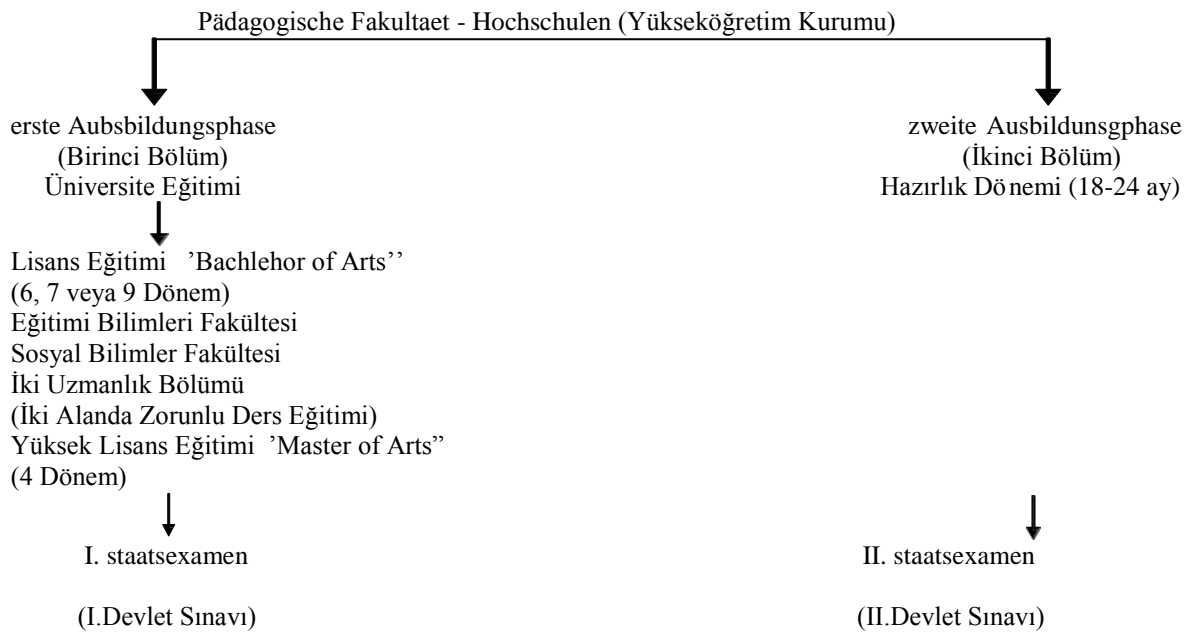 Pädagogische Fakultaet - Hochschulen (Yükseköğretim Kurumu)
erste Aubsbildungsphase
(Birinci Bölüm)
Üniversite Eğitimi
zweite Ausbildunsgphase
(İkinci Bölüm)
Hazırlık Dönemi (18-24 ay)
Lisans Eğitimi ’Bachlehor of Arts’’
(6, 7 veya 9 Dönem)
Eğitimi Bilimleri Fakültesi
Sosyal Bilimler Fakültesi
İki Uzmanlık Bölümü
(İki Alanda Zorunlu Ders Eğitimi)
Yüksek Lisans Eğitimi ’Master of Arts”
(4 Dönem)
I. staatsexamen
(I.Devlet Sınavı)
II. staatsexamen
(II.Devlet Sınavı)